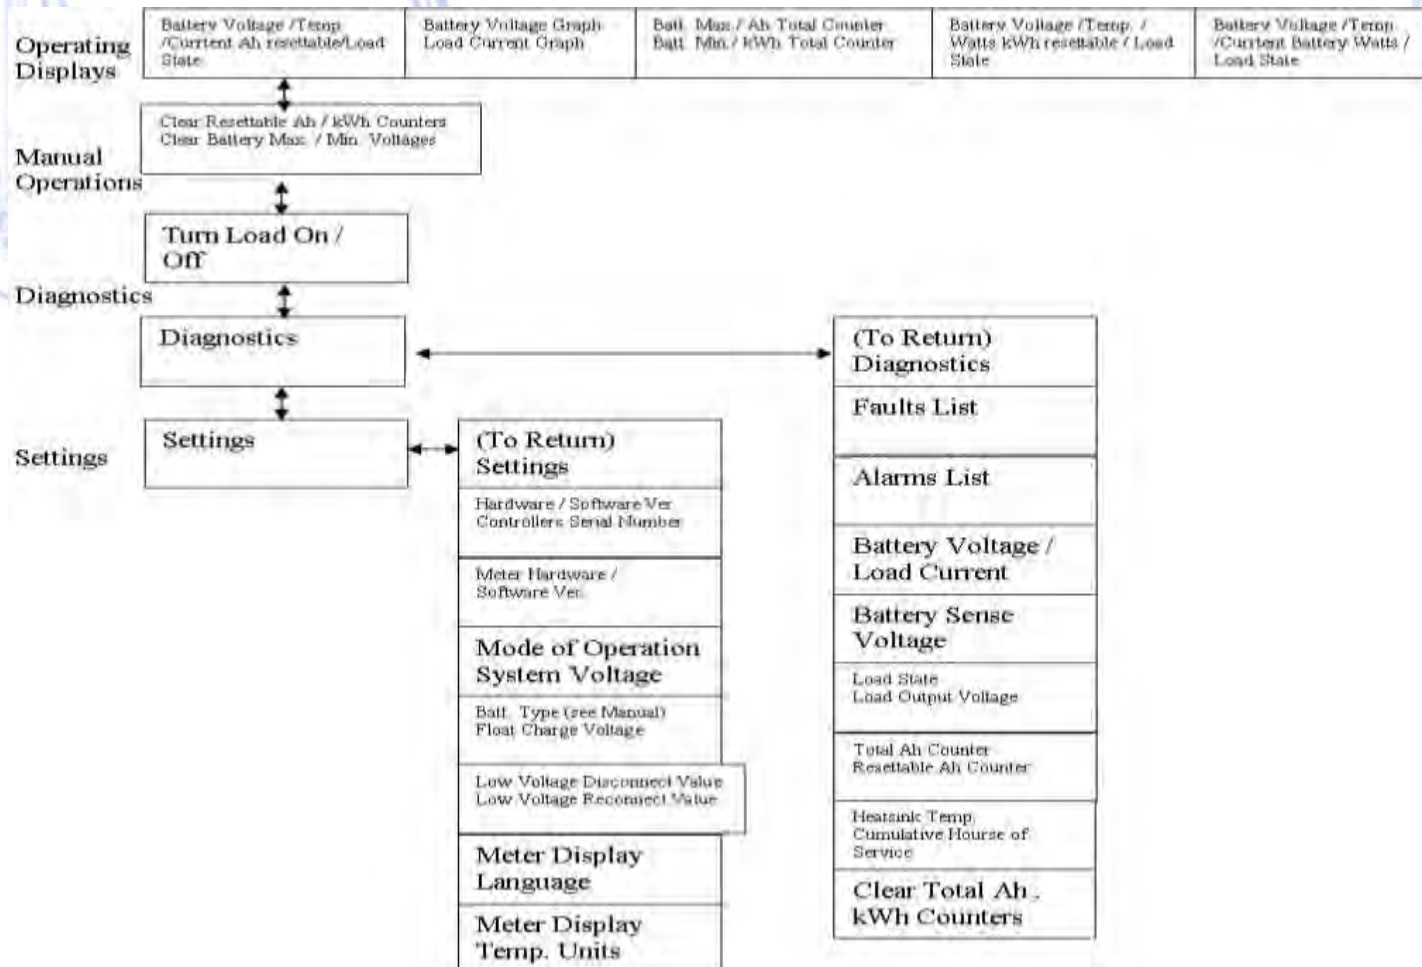 Operating
Displays
Battery Voltage /Temp
/Currtent Ah resettable/Load
State
Battery Voltage Graph
Load Current Graph
Batt. Max / Ah Total Counter
Batt. Min / kWh Total Counter
Battery Voltage /Temp. /
Watts kWh resettable / Load
State
Battery Voltage /Temp.
/Currtent Battery Watts /
Load State
Clear Resettable Ah / kWh Counters
Clear Battery Max. / Min. Voltages
Manual
Operations
Turn Load On /
Off
Diagnostics
Diagnostics
(To Return)
Diagnostics
Faults List
Alarms List
Battery Voltage /
Load Current
Battery Sense
Voltage
Load State
Load Output Voltage
Total Ah Counter
Resettable Ah Counter
Heatsink Temp
Cumulative Hourse of
Service
Clear Total Ah .
kWh Counters
Settings
Settings
(To Return)
Settings
Hardware / Software Ver
Controllers Serial Number
Meter Hardware /
Software Ver.
Mode of Operation
System Voltage
Batt. Type (see Manual)
Float Charge Voltage
Low Voltage Disconnect Value
Low Voltage Reconnect Value
Meter Display
Language
Meter Display
Temp. Units